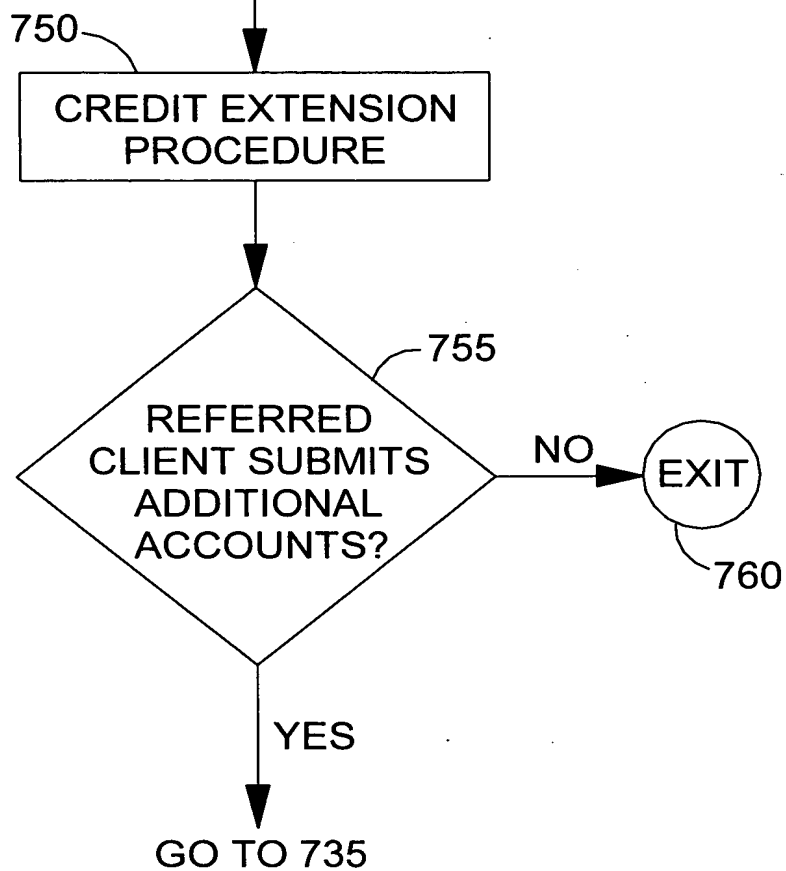 750
CREDIT EXTENSION
PROCEDURE
755
REFERRED
CLIENT SUBMITS
ADDITIONAL
ACCOUNTS?
NO
EXIT
760
YES
GO TO 735